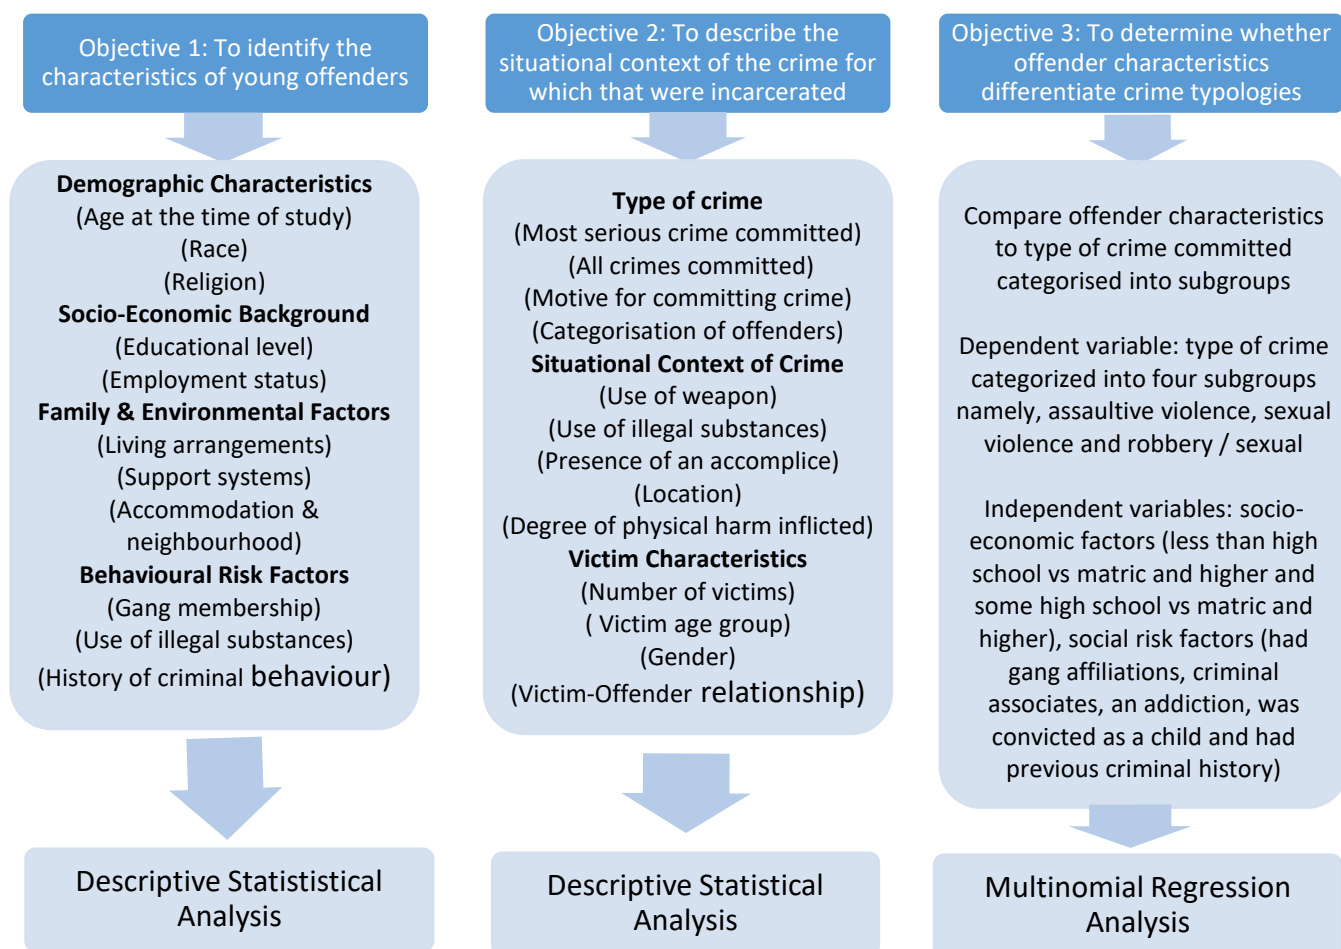 Objective 1: To identify the
characteristics of young offenders
Demographic Characteristics
(Age at the time of study)
(Race)
(Religion)
Socio-Economic Background
(Educational level)
(Employment status)
Family & Environmental Factors
(Living arrangements)
(Support systems)
(Accommodation &
neighbourhood)
Behavioural Risk Factors
(Gang membership)
(Use of illegal substances)
(History of criminal behaviour)
Descriptive Statististical
Analysis
Objective 2: To describe the
situational context of the crime for
which that were incarcerated
Type of crime
(Most serious crime committed)
(All crimes committed)
(Motive for committing crime)
(Categorisation of offenders)
Situational Context of Crime
(Use of weapon)
(Use of illegal substances)
(Presence of an accomplice)
(Location)
(Degree of physical harm inflicted)
Victim Characteristics
(Number of victims)
( Victim age group)
(Gender)
(Victim-Offender relationship)
Descriptive Statistical
Analysis
Objective 3: To determine whether
offender characteristics
differentiate crime typologies
Compare offender characteristics
to type of crime committed
categorised into subgroups
Dependent variable: type of crime
categorized into four subgroups
namely, assaultive violence, sexual
violence and robbery / sexual
Independent variables: socio-
economic factors (less than high
school vs matric and higher and
some high school vs matric and
higher), social risk factors (had
gang affiliations, criminal
associates, an addiction, was
convicted as a child and had
previous criminal history)
Multinomial Regression
Analysis